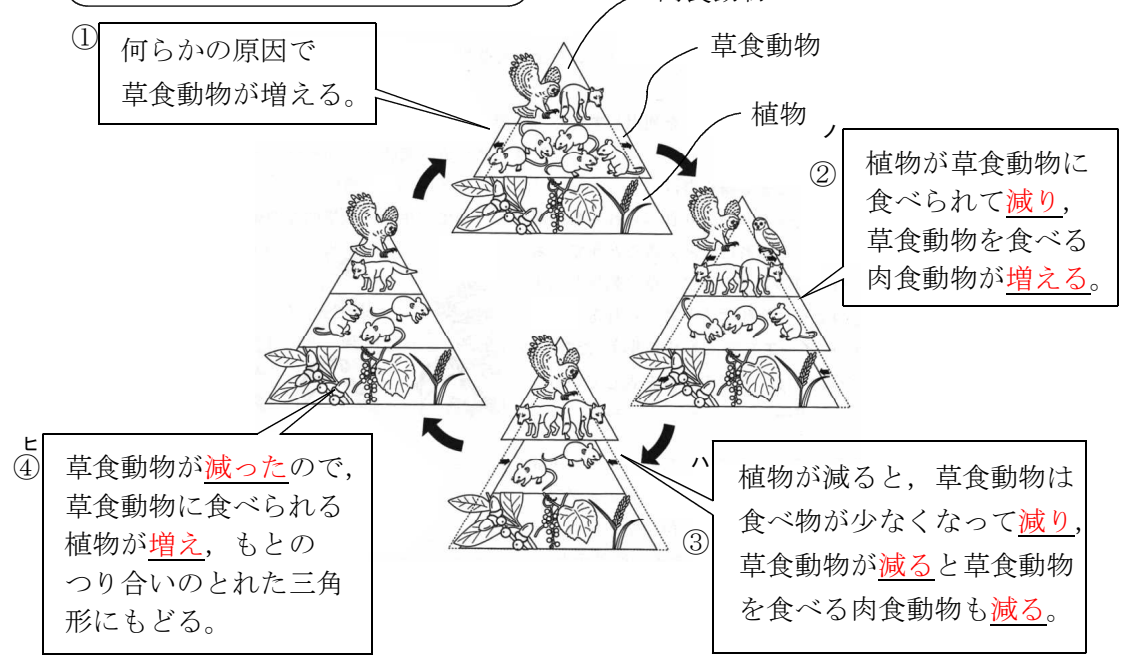 草食動物
植物
①
何らかの原因で
草食動物が増える。
ノ
②
植物が草食動物に
食べられて減り，
草食動物を食べる
肉食動物が増える。
ハ
③
植物が減ると，草食動物は
食べ物が少なくなって減り，
草食動物が減ると草食動物
を食べる肉食動物も減る。
ヒ
④
草食動物が減ったので，
草食動物に食べられる
植物が増え，もとの
つり合いのとれた三角
形にもどる。